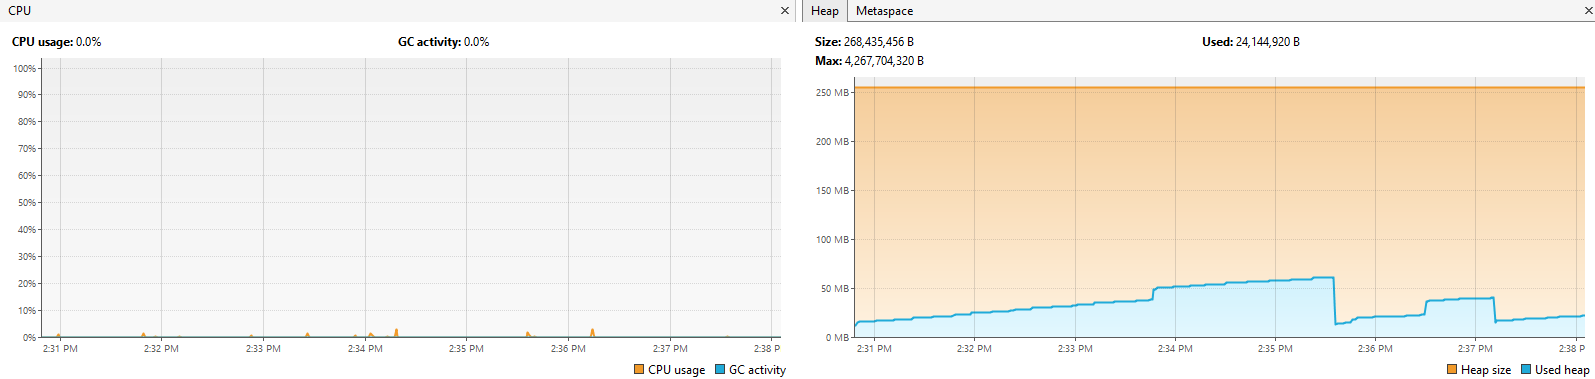 CPU ×
CPU usage: 0.0% GC activity: 0.0%
100%
90%
80%
70%
60%
50%
40%
30%
20%
10%
0%
2:31 PM 2:32 PM 2:33 PM 2:34 PM 2:35 PM 2:36 PM 2:37 PM 2:38 P
CPU usage GC activity
Heap Metaspace ×
Size: 268,435,456 B Used: 24,144,920 B
Max: 4,267,704,320 B
250 MB
200 MB
150 MB
100 MB
50 MB
0 MB
2:31 PM 2:32 PM 2:33 PM 2:34 PM 2:35 PM 2:36 PM 2:37 PM 2:38 P
Heap size Used heap